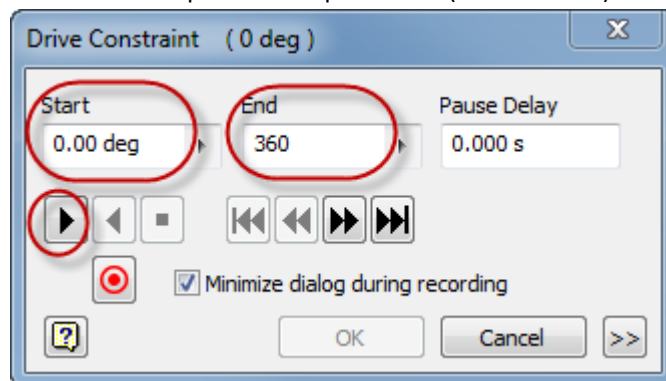 Drive Constraint ( 0 deg )
Start End Pause Delay
0.00 deg 360 0.000 s
Minimize dialog during recording
OK Cancel >>